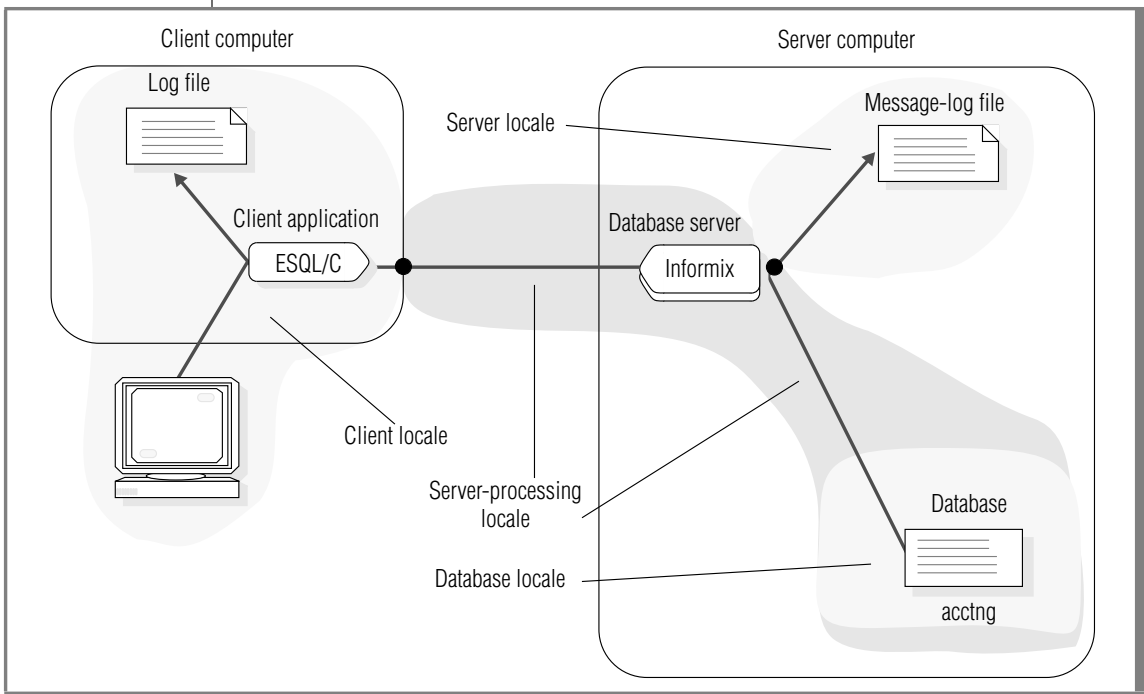 Client computer
Server computer
Log file
Message-log file
Server locale
Client application
Database server
ESQL/C
Informix
Client locale
Server-processing
locale
Database
Database locale
acctng